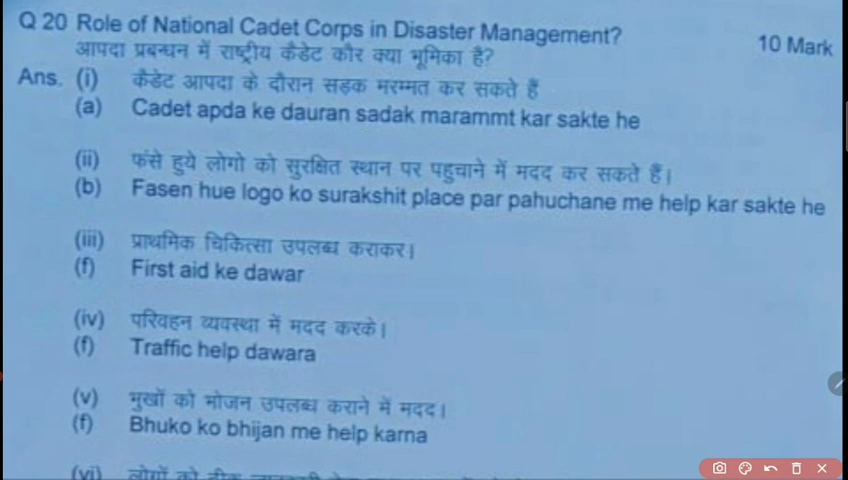 Q 20 Role of National Cadet Corps in Disaster Management? 10 Mark
आपदा प्रबन्धन में राष्ट्रीय कैडेट कौर क्या भूमिका है?
Ans. (i) कैडेट आपदा के दौरान सड़क मरम्मत कर सकते हैं
(a) Cadet apda ke dauran sadak marammt kar sakte he
(ii) फंसे हुये लोगो को सुरक्षित स्थान पर पहुचाने में मदद कर सकते हैं।
(b) Fasen hue logo ko surakshit place par pahuchane me help kar sakte he
(iii) प्राथमिक चिकित्सा उपलब्ध कराकर।
(f) First aid ke dawar
(iv) परिवहन व्यवस्था में मदद करके।
(f) Traffic help dawara
(v) भुखों को भोजन उपलब्ध कराने में मदद।
(f) Bhuko ko bhijan me help karna
(vi) लोगों को ठीक